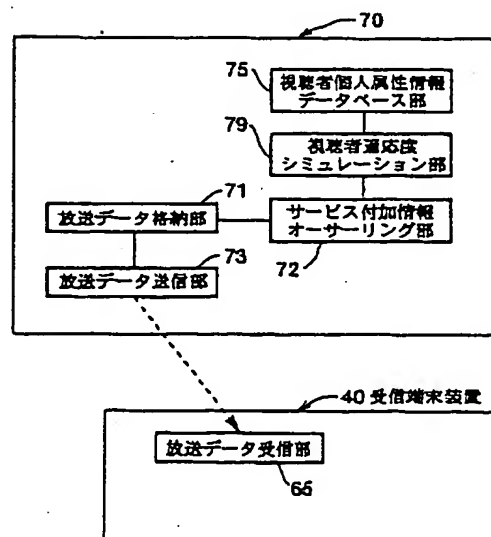 70
75
視聴者個人属性情報
データベース部
79
視聴者適応度
シミュレーション部
71
放送データ格納部
サービス付加情報
オーサリング部
72
73
放送データ送信部
40 受信端末装置
放送データ受信部
66